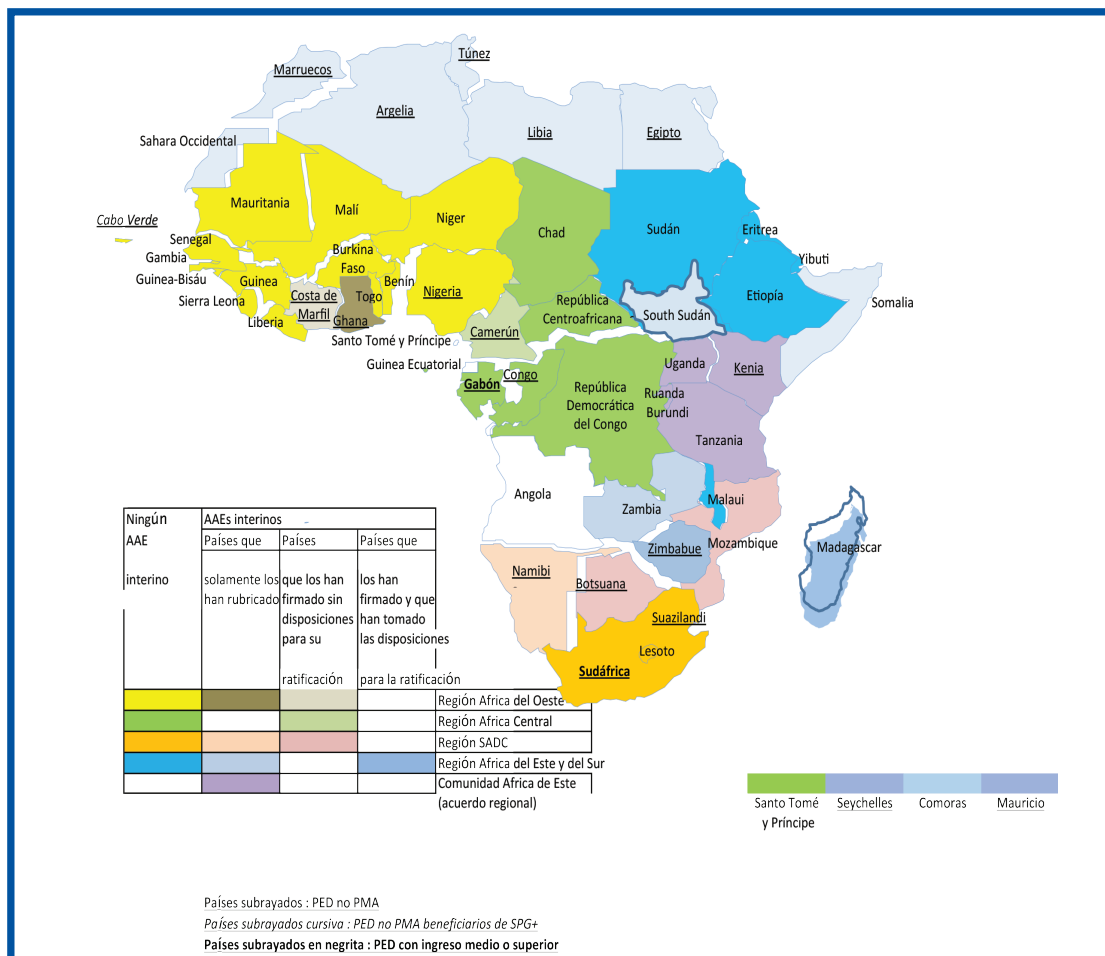 Túnez
Marruecos
Argelia
Libia
Egipto
Sahara Occidental
Mauritania
Malí
Niger
Chad
Sudán
Eritrea
Cabo Verde
Senegal
Gambia
Guinea-Bisáu
Guinea
Sierra Leona
Liberia
Costa de
Marfil
Burkina
Faso
Ghana
Togo
Benín
Nigeria
Yibuti
Etiopía
Somalia
South Sudán
República
Centroafricana
Camerún
Santo Tomé y Príncipe
Guinea Ecuatorial
Gabón
Congo
República
Democrática
del Congo
Uganda
Kenia
Ruanda
Burundi
Tanzania
Angola
Zambia
Malaui
Mozambique
Zimbabue
Madagascar
Namibi
Botsuana
Suazilandi
Lesoto
Sudáfrica
Ningún
AAE
interino
AAEs interinos
Países que
solamente los
han rubricado
Países
que los han
firmado sin
disposiciones
para su
ratificación
Países que
los han
firmado y que
han tomado
las disposiciones
para la ratificación
Región Africa del Oeste
Región Africa Central
Región SADC
Región Africa del Este y del Sur
Comunidad Africa de Este
(acuerdo regional)
Santo Tomé
y Príncipe
Seychelles
Comoras
Mauricio
Países subrayados : PED no PMA
Países subrayados cursiva : PED no PMA beneficiarios de SPG+
Países subrayados en negrita : PED con ingreso medio o superior